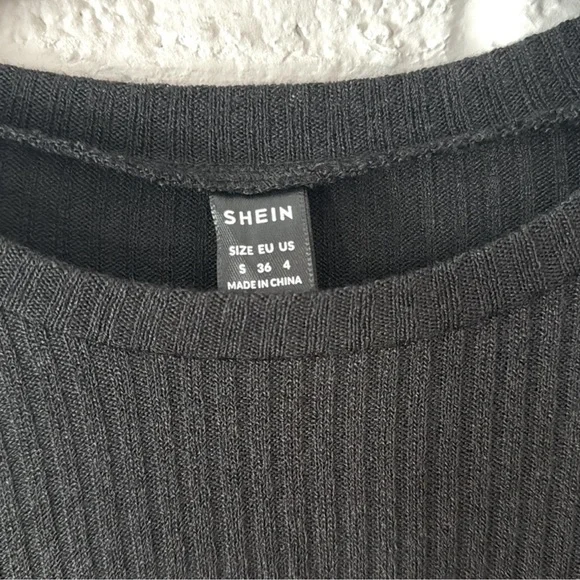 SHEIN
SIZE EU US
S 36 4
MADE IN CHINA